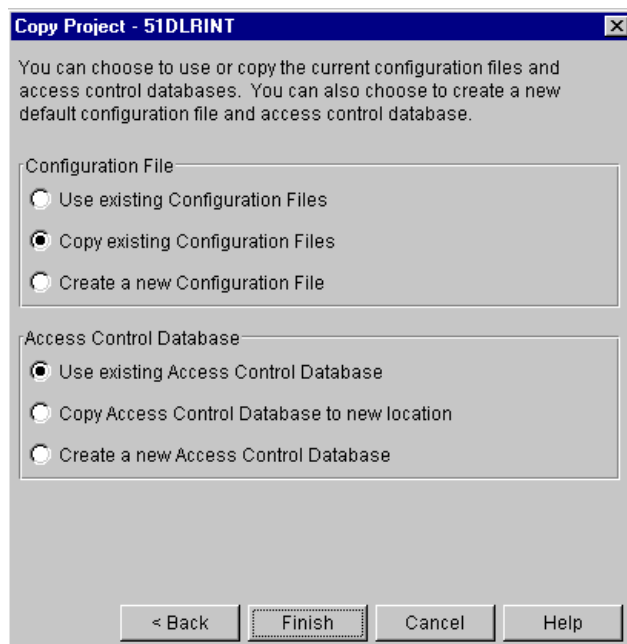 Copy Project - 51DLRINT
You can choose to use or copy the current configuration files and
access control databases. You can also choose to create a new
default configuration file and access control database.
Configuration File
Use existing Configuration Files
Copy existing Configuration Files
Create a new Configuration File
Access Control Database
Use existing Access Control Database
Copy Access Control Database to new location
Create a new Access Control Database
< Back Finish Cancel Help